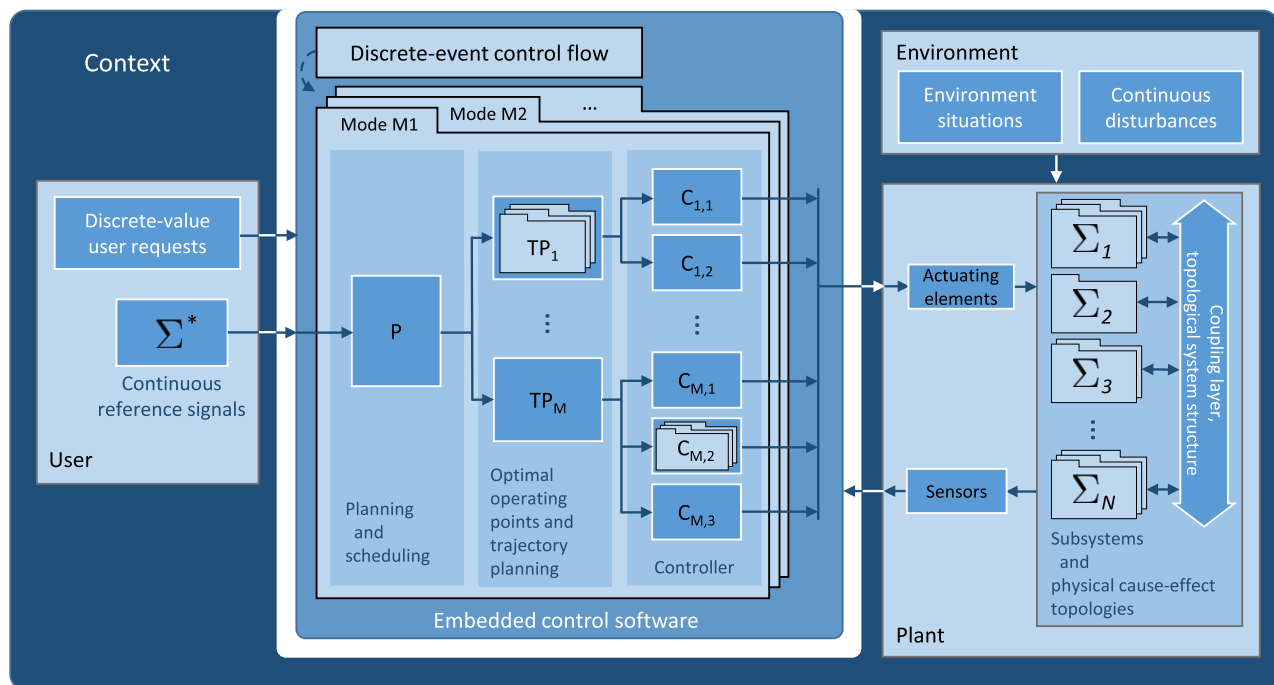 Context
Discrete-event control flow
Mode M1
Mode M2
...
Discrete-value
user requests
Σ*
Continuous
reference signals
User
P
Planning
and
scheduling
TP1
⋮
TPM
Optimal
operating
points and
trajectory
planning
C1,1
C1,2
⋮
CM,1
CM,2
CM,3
Controller
Embedded control software
Environment
Environment
situations
Continuous
disturbances
Actuating
elements
Sensors
Σ1
Σ2
Σ3
⋮
ΣN
Coupling layer,
topological system structure
Subsystems
and
physical cause-effect
topologies
Plant